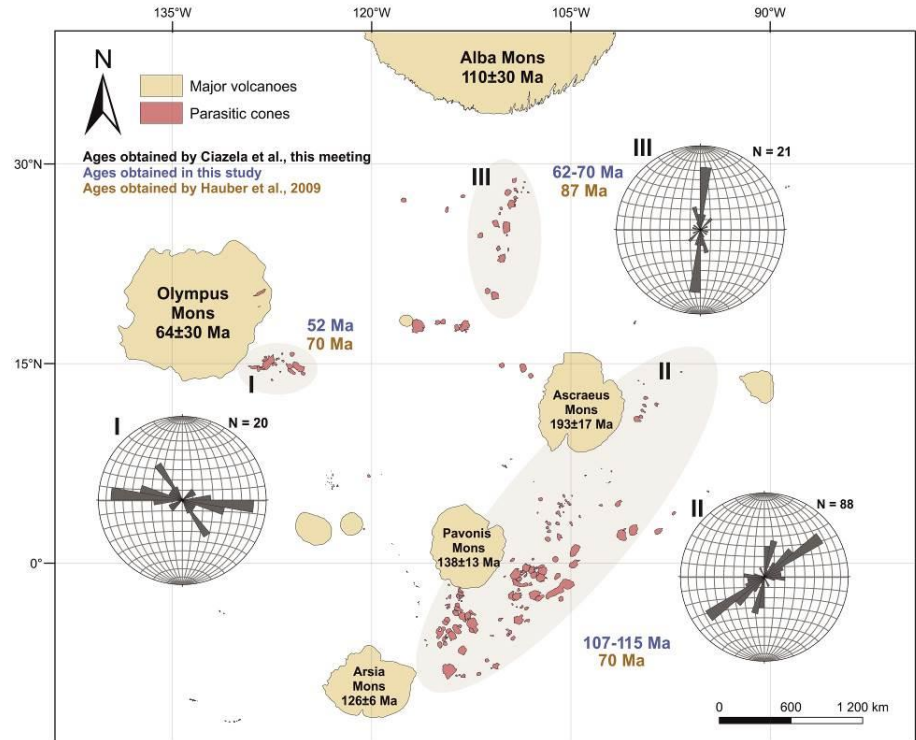 135°W
120°W
105°W
90°W
N
Major volcanoes
Parasitic cones
Ages obtained by Ciazela et al., this meeting
Ages obtained in this study
Ages obtained by Hauber et al., 2009
Alba Mons
110±30 Ma
30°N
III
62-70 Ma
87 Ma
III
N = 21
Olympus
Mons
64±30 Ma
52 Ma
70 Ma
15°N
I
II
Ascraeus
Mons
193±17 Ma
I
N = 20
II
N = 88
Pavonis
Mons
138±13 Ma
0°
107-115 Ma
70 Ma
Arsia
Mons
126±6 Ma
0
600
1 200 km